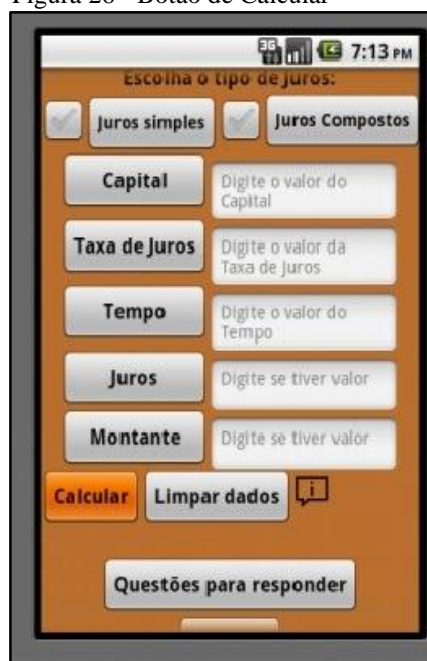 Figura 28 - Botão de Calcular
3G
7:13 PM
Escolha o tipo de Juros:
Juros simples
Juros Compostos
Capital
Digite o valor do
Capital
Taxa de Juros
Digite o valor da
Taxa de Juros
Tempo
Digite o valor do
Tempo
Juros
Digite se tiver valor
Montante
Digite se tiver valor
Calcular
Limpar dados
i
Questões para responder